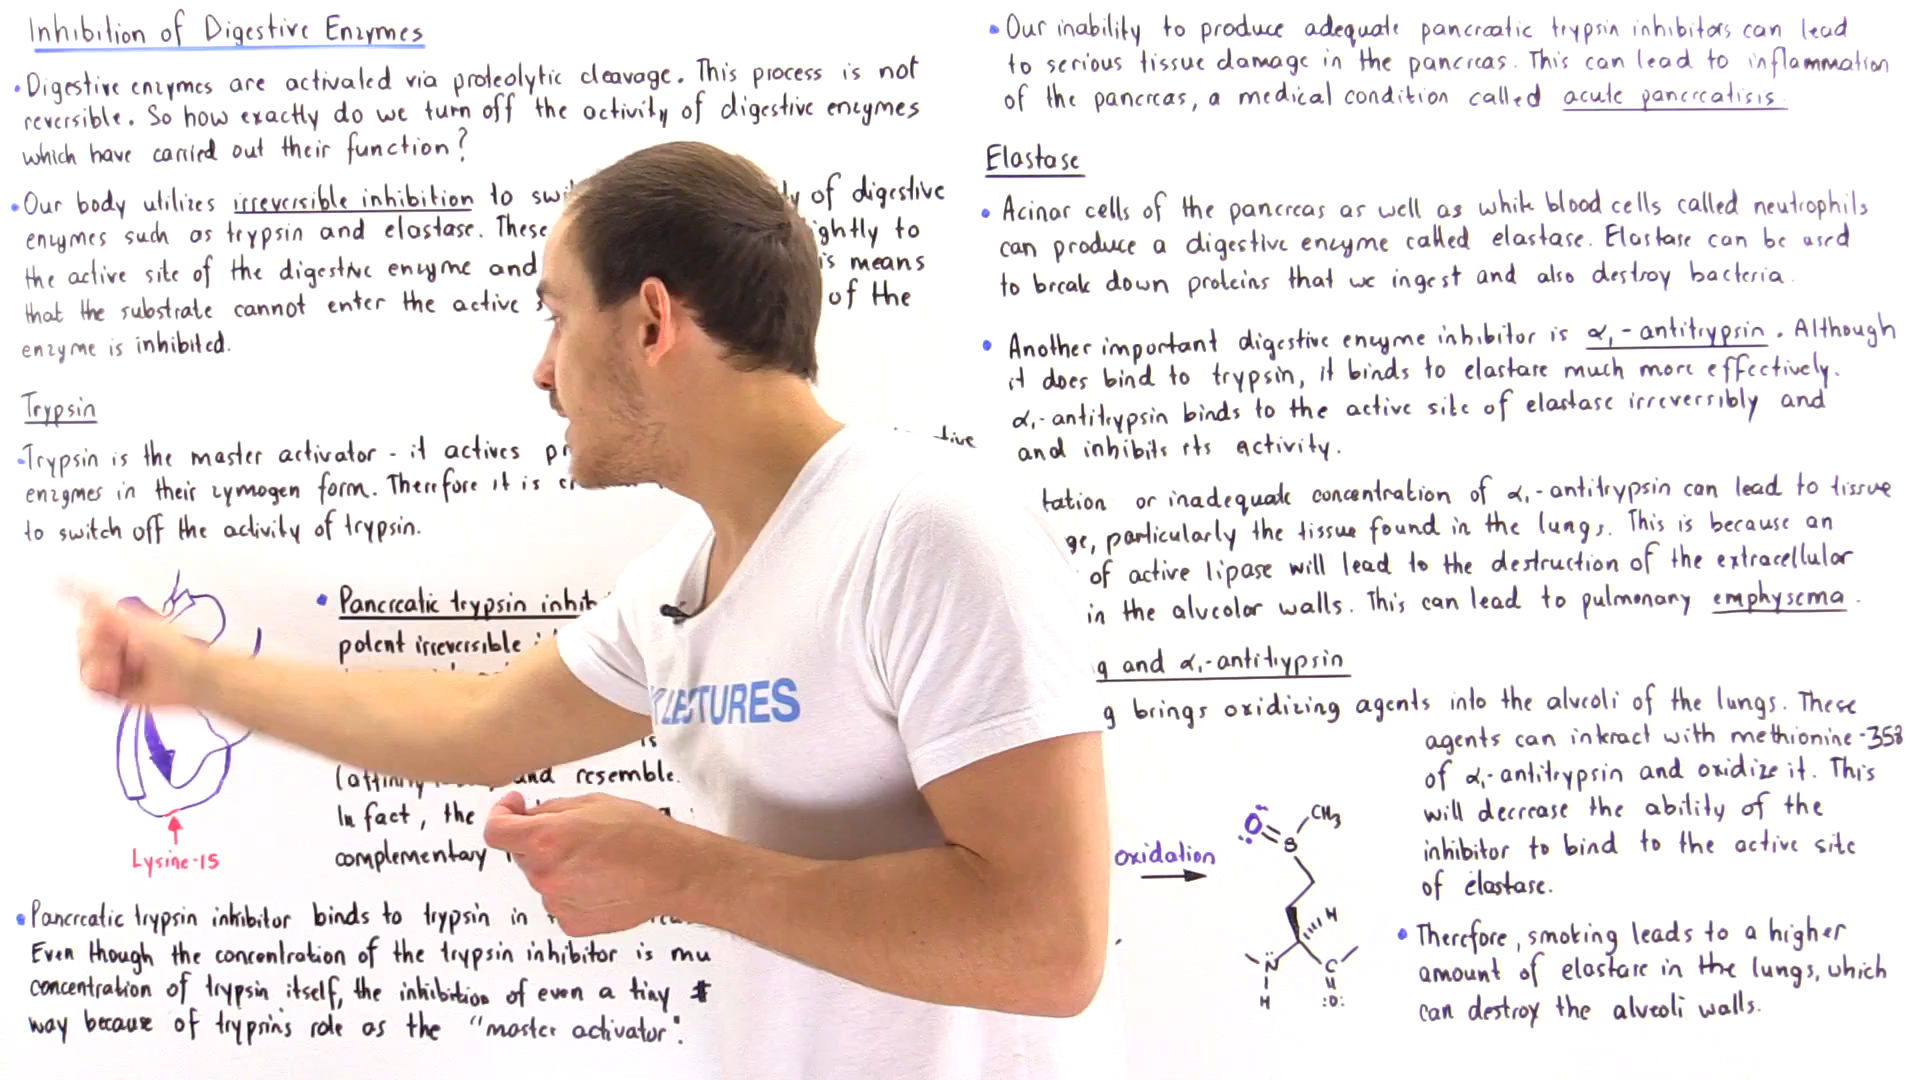 Inhibition of Digestive Enzymes
• Digestive enzymes are activated via proteolytic cleavage. This process is not
reversible. So how exactly do we turn off the activity of digestive enzymes
which have carried out their function?
• Our body utilizes irreversible inhibition to of digestive
enzymes such as trypsin and elastase. These to
the active site of the digestive enzyme and means
that the substrate cannot enter the active of the
enzyme is inhibited.
Trypsin
• Trypsin is the master activator - it actives
enzymes in their zymogen form. Therefore it is
to switch off the activity of trypsin.
• Pancreatic trypsin
potent irreversible
and resemble
In fact, the
complementary
Lysine-15
• Pancreatic trypsin inhibitor binds to trypsin in
Even though the concentration of the trypsin inhibitor is
concentration of trypsin itself, the inhibition of even a tiny
way because of trypsin's role as the "master activator".
• Our inability to produce adequate pancreatic trypsin inhibitors can lead
to serious tissue damage in the pancreas. This can lead to inflammation
of the pancreas, a medical condition called acute pancreatisis.
Elastase
• Acinar cells of the pancreas as well as white blood cells called neutrophils
can produce a digestive enzyme called elastase. Elastase can be used
to break down proteins that we ingest and also destroy bacteria.
• Another important digestive enzyme inhibitor is α₁-antitrypsin. Although
it does bind to trypsin, it binds to elastase much more effectively.
α₁-antitrypsin binds to the active site of elastase irreversibly and
and inhibits its activity.
or inadequate concentration of α₁-antitrypsin can lead to tissue
particularly the tissue found in the lungs. This is because an
of active lipase will lead to the destruction of the extracellular
in the alveolar walls. This can lead to pulmonary emphysema.
and α₁-antitrypsin
brings oxidizing agents into the alveoli of the lungs. These
agents can interact with methionine-358
of α₁-antitrypsin and oxidize it. This
will decrease the ability of the
inhibitor to bind to the active site
of elastase.
oxidation
O
S
CH₃
H
N
H
C
:O:
• Therefore, smoking leads to a higher
amount of elastase in the lungs, which
can destroy the alveoli walls.
LECTURES